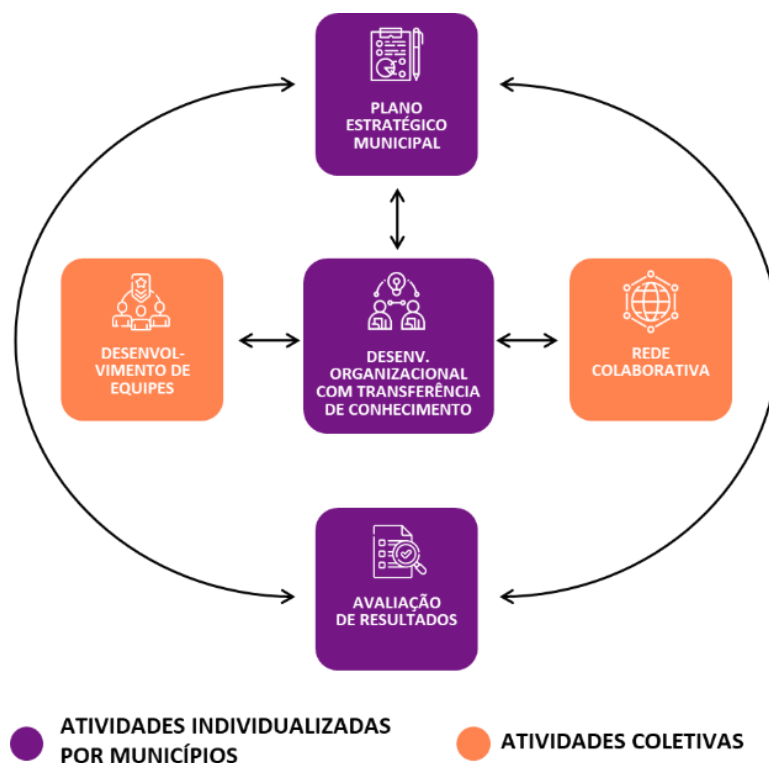 PLANO
ESTRATÉGICO
MUNICIPAL
DESENVOL-
VIMENTO DE
EQUIPES
DESENV.
ORGANIZACIONAL
COM TRANSFERÊNCIA
DE CONHECIMENTO
REDE
COLABORATIVA
AVALIAÇÃO
DE RESULTADOS
ATIVIDADES INDIVIDUALIZADAS
POR MUNICÍPIOS
ATIVIDADES COLETIVAS